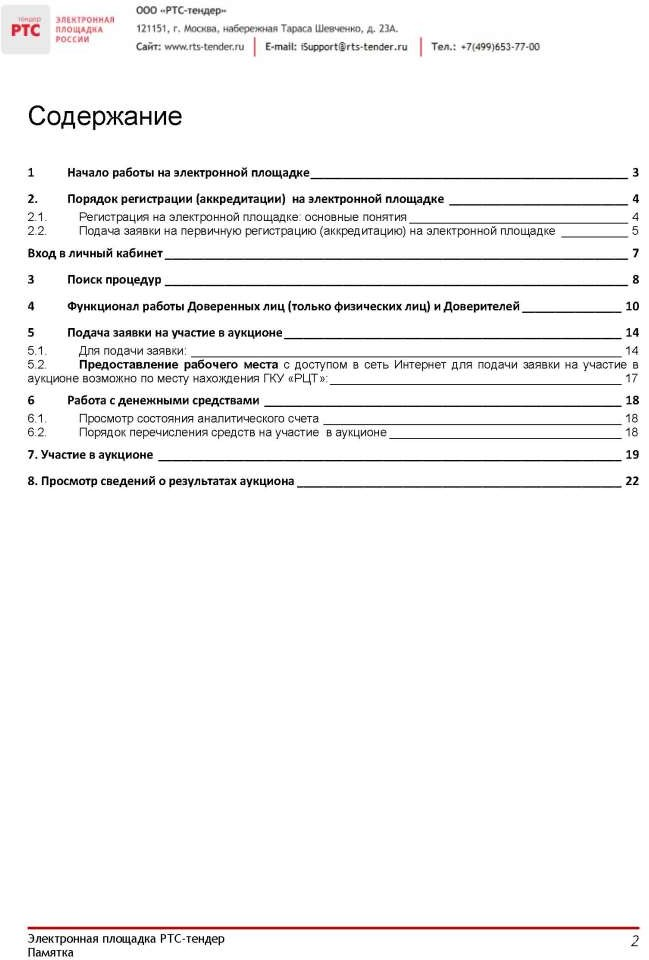 тендер
РТС
ЭЛЕКТРОННАЯ
ПЛОЩАДКА
РОССИИ
ООО «РТС-тендер»
121151, г. Москва, набережная Тараса Шевченко, д. 23А.
Сайт: www.rts-tender.ru | E-mail: iSupport@rts-tender.ru | Тел.: +7(499)653-77-00
Содержание
1 Начало работы на электронной площадке 3
2. Порядок регистрации (аккредитации) на электронной площадке 4
2.1. Регистрация на электронной площадке: основные понятия 4
2.2. Подача заявки на первичную регистрацию (аккредитацию) на электронной площадке 5
Вход в личный кабинет 7
3 Поиск процедур 8
4 Функционал работы Доверенных лиц (только физических лиц) и Доверителей 10
5 Подача заявки на участие в аукционе 14
5.1. Для подачи заявки: 14
5.2. Предоставление рабочего места с доступом в сеть Интернет для подачи заявки на участие в
аукционе возможно по месту нахождения ГКУ «РЦТ»: 17
6 Работа с денежными средствами 18
6.1. Просмотр состояния аналитического счета 18
6.2. Порядок перечисления средств на участие в аукционе 18
7. Участие в аукционе 19
8. Просмотр сведений о результатах аукциона 22
Электронная площадка РТС-тендер 2
Памятка